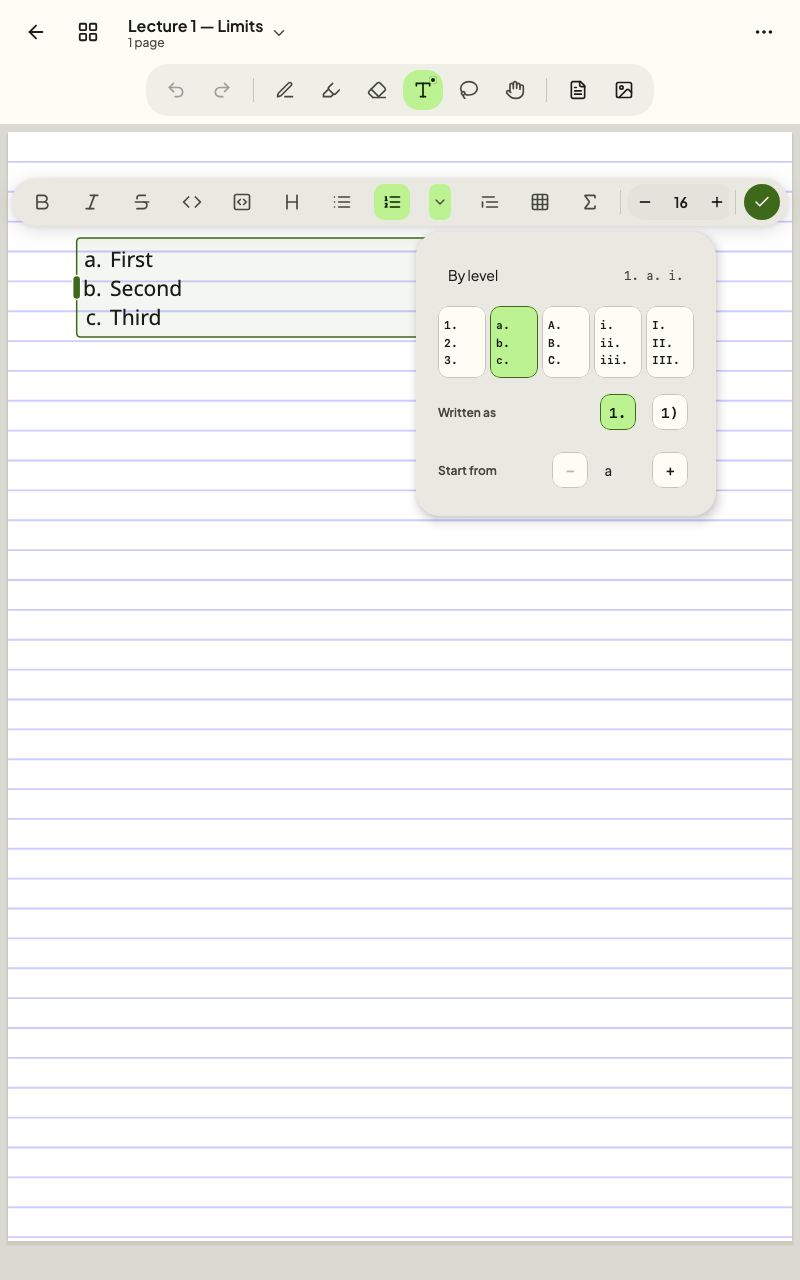 Lecture 1 — Limits
1 page
16
a. First
b. Second
c. Third
By level 1. a. i.
1. a. A. i. I.
2. b. B. ii. II.
3. c. C. iii. III.
Written as 1. 1)
Start from − a +